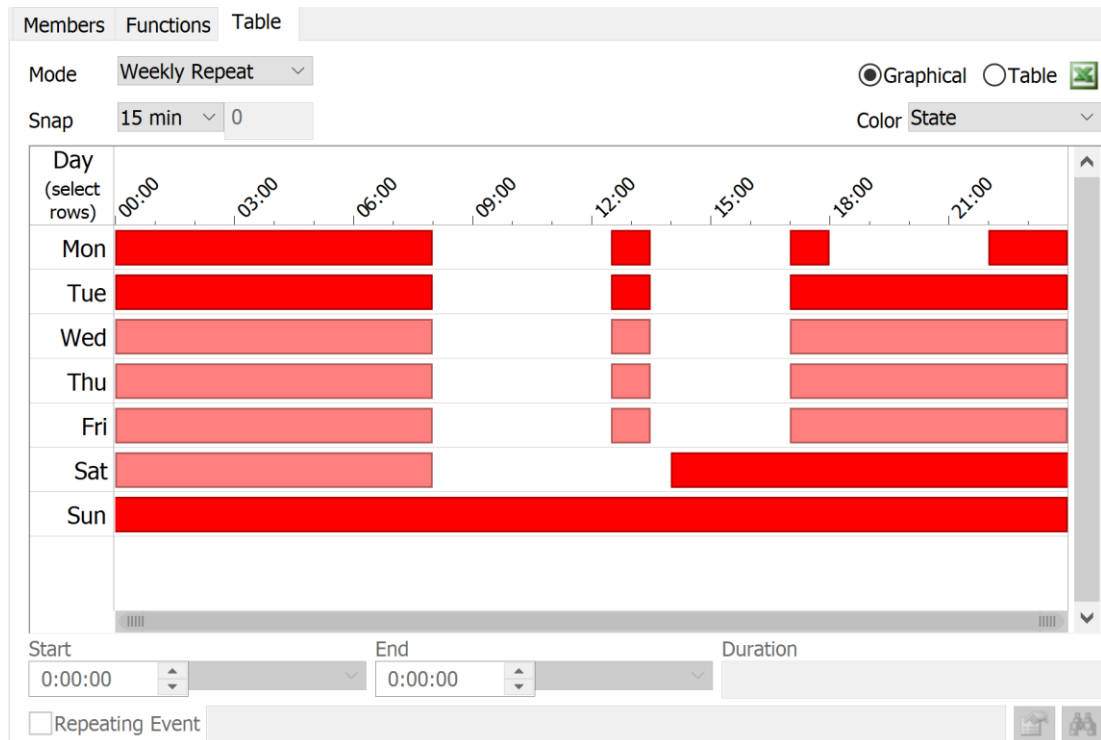 Members Functions Table
Mode Weekly Repeat Graphical Table
Snap 15 min 0 Color State
Day
(select
rows)
00:00 03:00 06:00 09:00 12:00 15:00 18:00 21:00
Mon
Tue
Wed
Thu
Fri
Sat
Sun
Start End Duration
0:00:00 0:00:00
Repeating Event